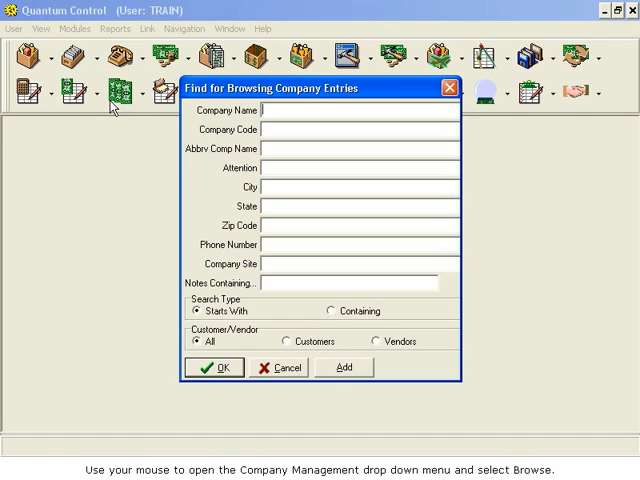 Quantum Control (User: TRAIN)
User View Modules Reports Link Navigation Window Help
Find for Browsing Company Entries
Company Name
Company Code
Abbrv Comp Name
Attention
City
State
Zip Code
Phone Number
Company Site
Notes Containing...
Search Type
Starts With Containing
Customer/Vendor
All Customers Vendors
OK Cancel Add
Use your mouse to open the Company Management drop down menu and select Browse.